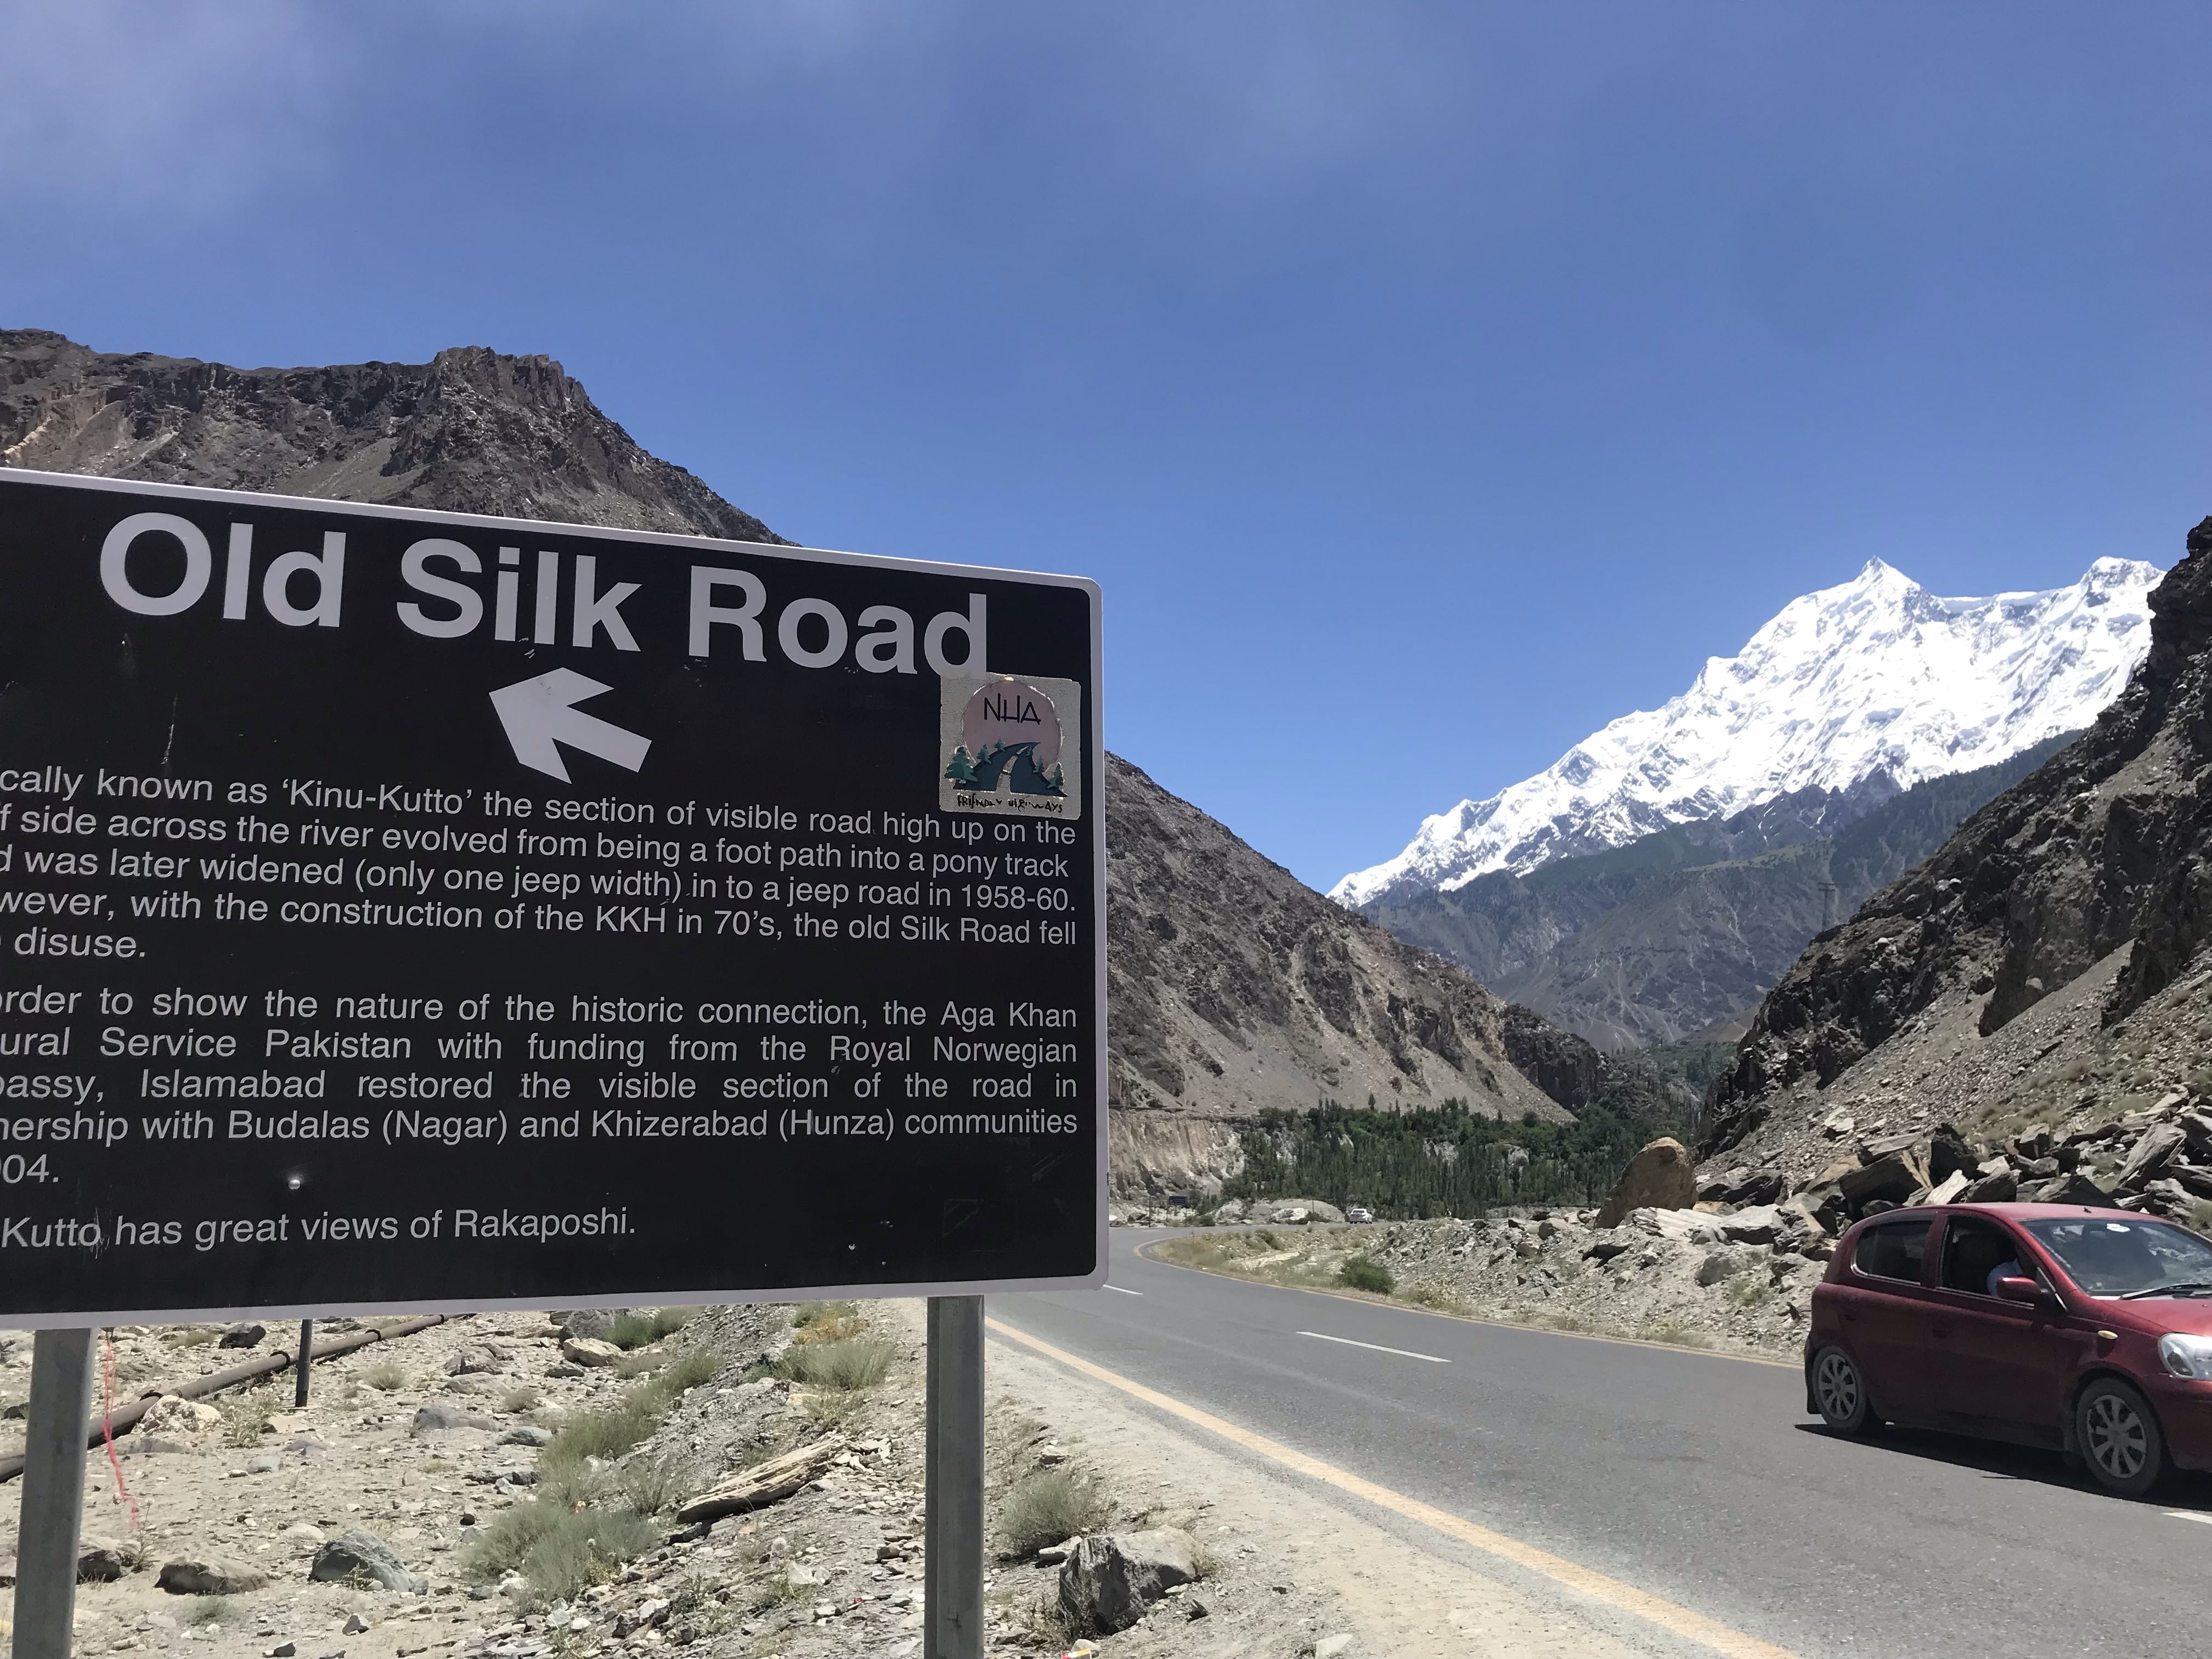 Old Silk Road
NHA
FRIENDLY HIGHWAYS
cally known as 'Kinu-Kutto' the section of visible road high up on the
f side across the river evolved from being a foot path into a pony track
d was later widened (only one jeep width) in to a jeep road in 1958-60.
wever, with the construction of the KKH in 70's, the old Silk Road fell
disuse.
order to show the nature of the historic connection, the Aga Khan
ural Service Pakistan with funding from the Royal Norwegian
bassy, Islamabad restored the visible section of the road in
nership with Budalas (Nagar) and Khizerabad (Hunza) communities
04.
Kutto has great views of Rakaposhi.